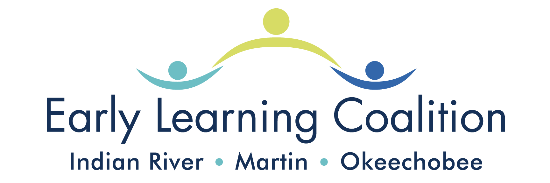 Early Learning Coalition
Indian River • Martin • Okeechobee